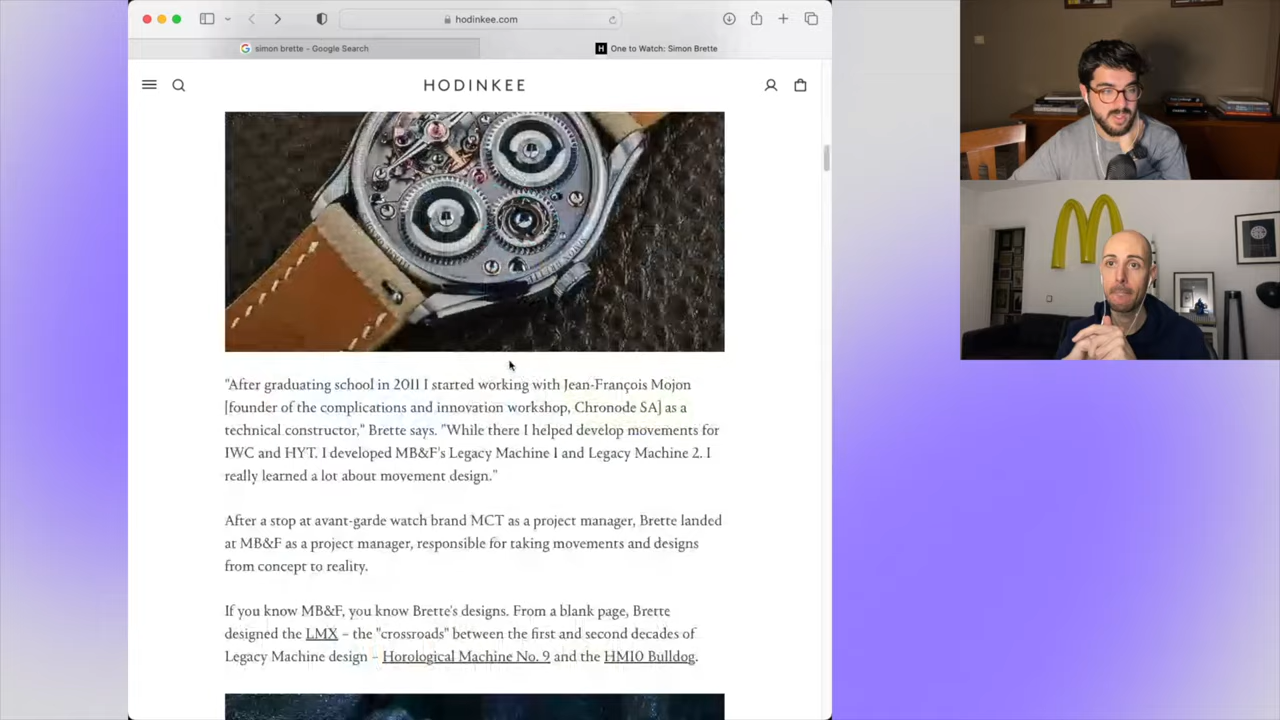 hodinkee.com
simon brette - Google Search
H One to Watch: Simon Brette
HODINKEE
"After graduating school in 2011 I started working with Jean-François Mojon
[founder of the complications and innovation workshop, Chronode SA] as a
technical constructor," Brette says. "While there I helped develop movements for
IWC and HYT. I developed MB&F's Legacy Machine 1 and Legacy Machine 2. I
really learned a lot about movement design."
After a stop at avant-garde watch brand MCT as a project manager, Brette landed
at MB&F as a project manager, responsible for taking movements and designs
from concept to reality.
If you know MB&F, you know Brette's designs. From a blank page, Brette
designed the LMX – the "crossroads" between the first and second decades of
Legacy Machine design – Horological Machine No. 9 and the HM10 Bulldog.